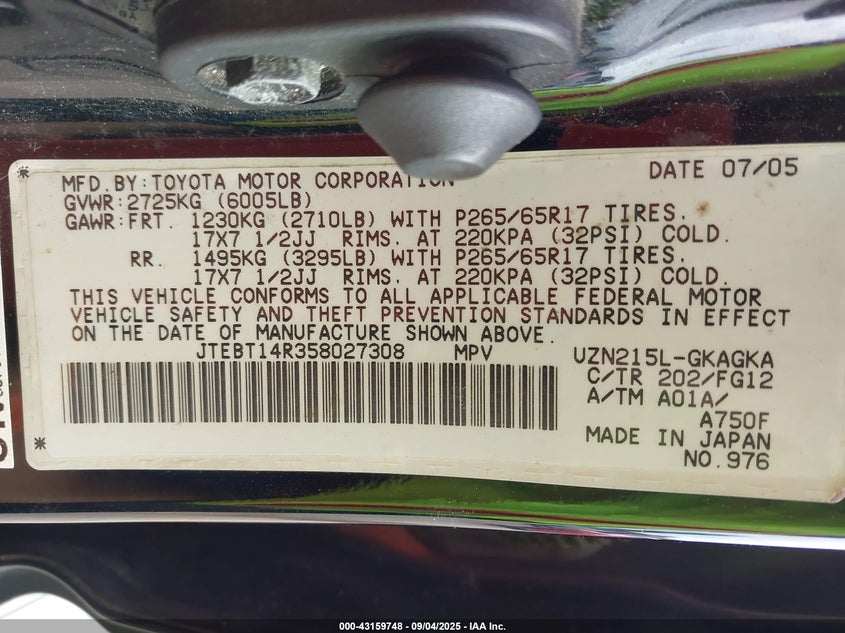 DATE 07/05
MFD.BY:TOYOTA MOTOR CORPORATION
GVWR:2725KG (6005LB)
GAWR:FRT. 1230KG (2710LB) WITH P265/65R17 TIRES.
17X7 1/2JJ RIMS. AT 220KPA (32PSI) COLD.
RR. 1495KG (3295LB) WITH P265/65R17 TIRES.
17X7 1/2JJ RIMS. AT 220KPA (32PSI) COLD.
THIS VEHICLE CONFORMS TO ALL APPLICABLE FEDERAL MOTOR
VEHICLE SAFETY AND THEFT PREVENTION STANDARDS IN EFFECT
ON THE DATE OF MANUFACTURE SHOWN ABOVE.
JTEBT14R358027308 MPV UZN215L-GKAGKA
C/TR 202/FG12
A/TM A01A/
A750F
MADE IN JAPAN
NO.976
000-43159748 - 09/04/2025 - IAA Inc.